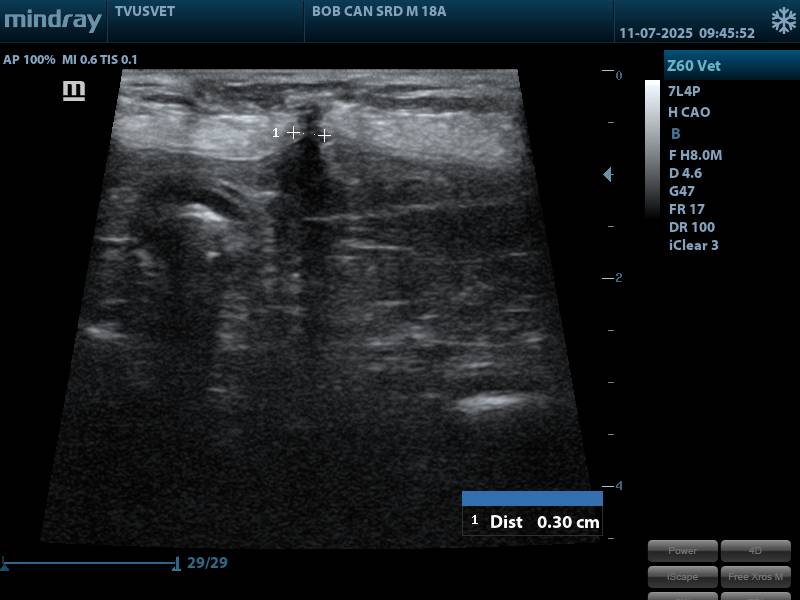 mindray
TVUSVET
BOB CAN SRD M 18A
11-07-2025 09:45:52
AP 100% MI 0.6 TIS 0.1
m
Z60 Vet
7L4P
H CAO
B
F H8.0M
D 4.6
G47
FR 17
DR 100
iClear 3
0
1
2
4
1 Dist 0.30 cm
29/29
Power
4D
iScape
Free Xros M